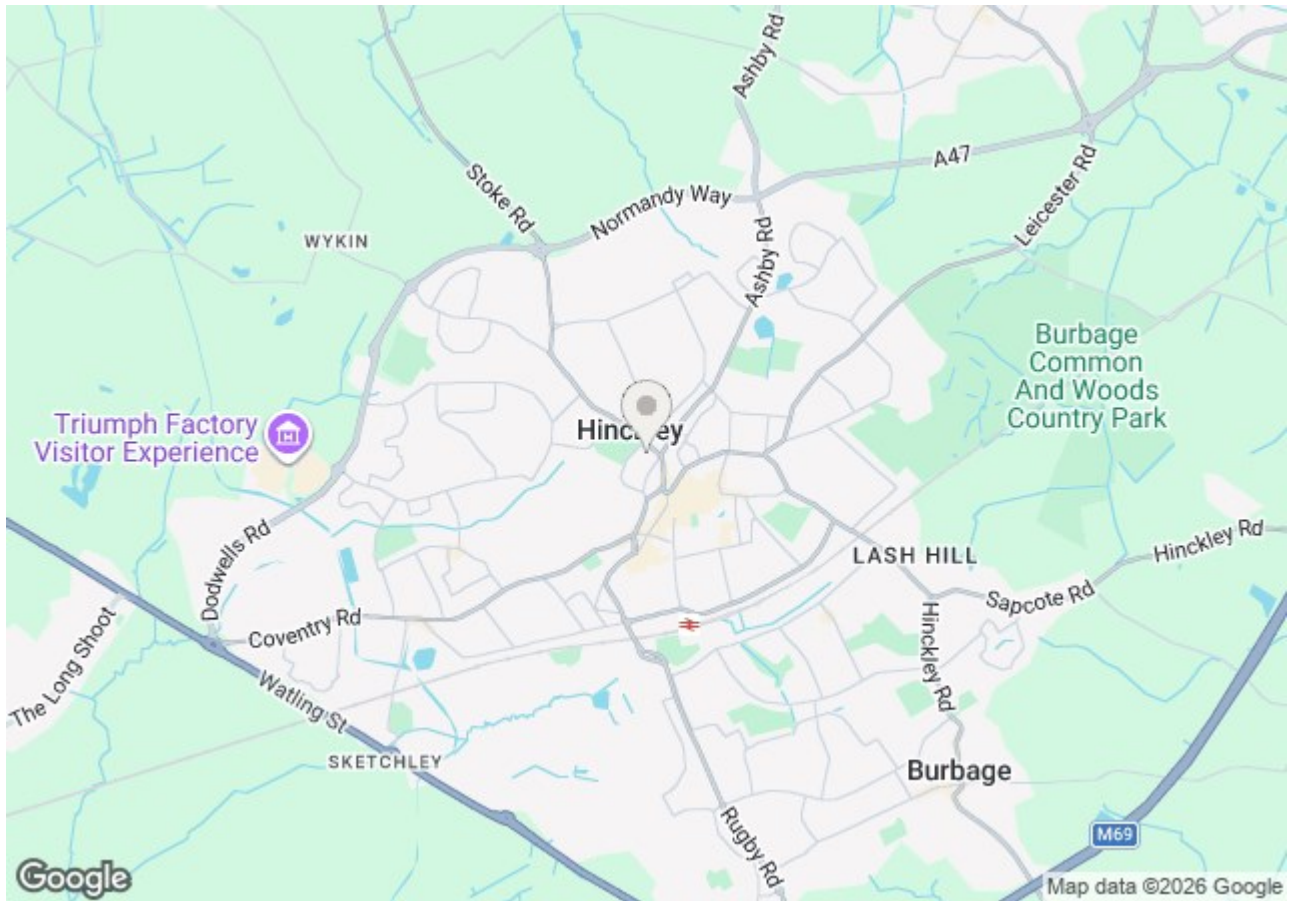 Ashby Rd
A47
Stoke Rd
Normandy Way
Leicester Rd
WYKIN
Ashby Rd
Burbage
Common
And Woods
Country Park
Triumph Factory
Visitor Experience
Hinckley
Dodwells Rd
LASH HILL
Hinckley Rd
Sapcote Rd
Coventry Rd
Hinckley Rd
The Long Shoot
Watling St
SKETCHLEY
Burbage
Rugby Rd
M69
Google
Map data ©2026 Google